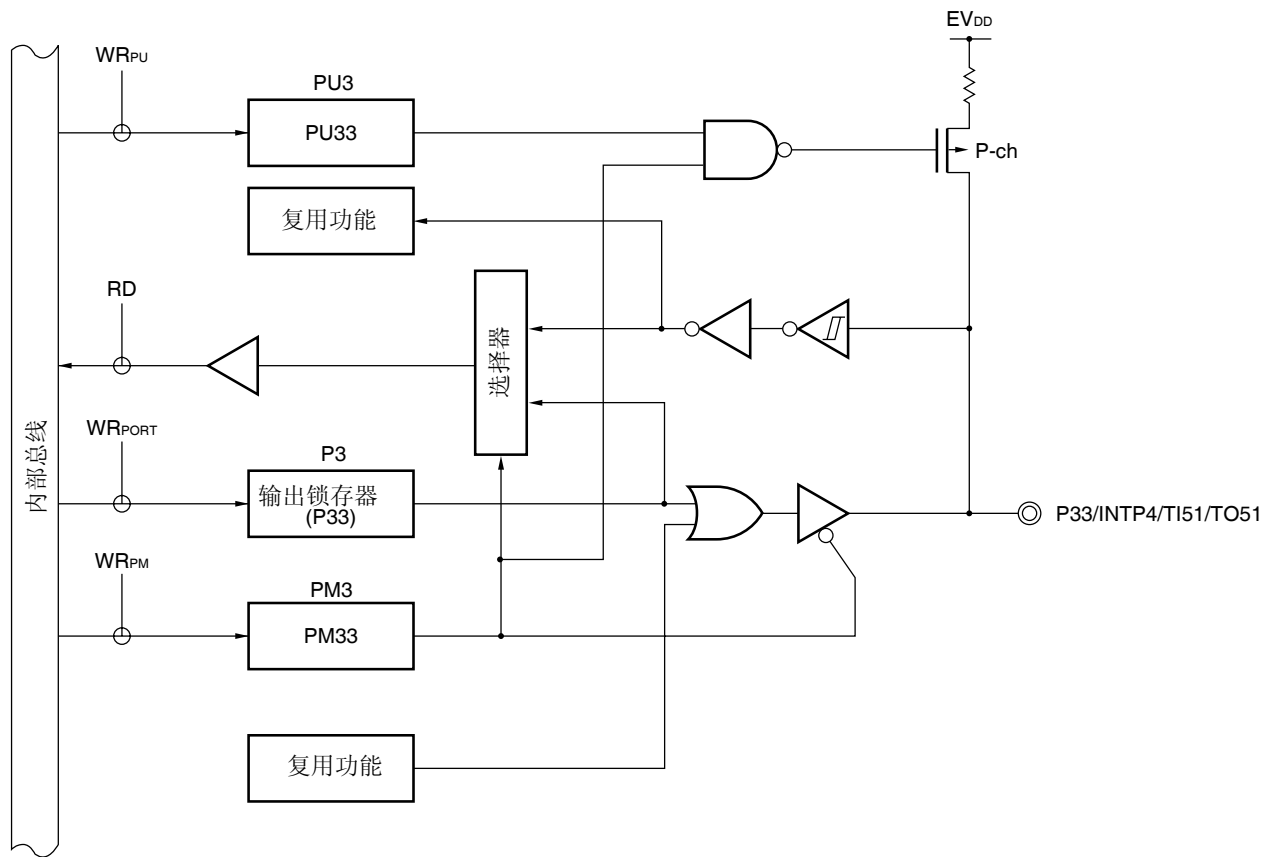 EVDD
WRPU
PU3
PU33
P-ch
复用功能
RD
选择器
WRPORT
P3
输出锁存器
(P33)
内部总线
P33/INTP4/TI51/TO51
WRPM
PM3
PM33
复用功能